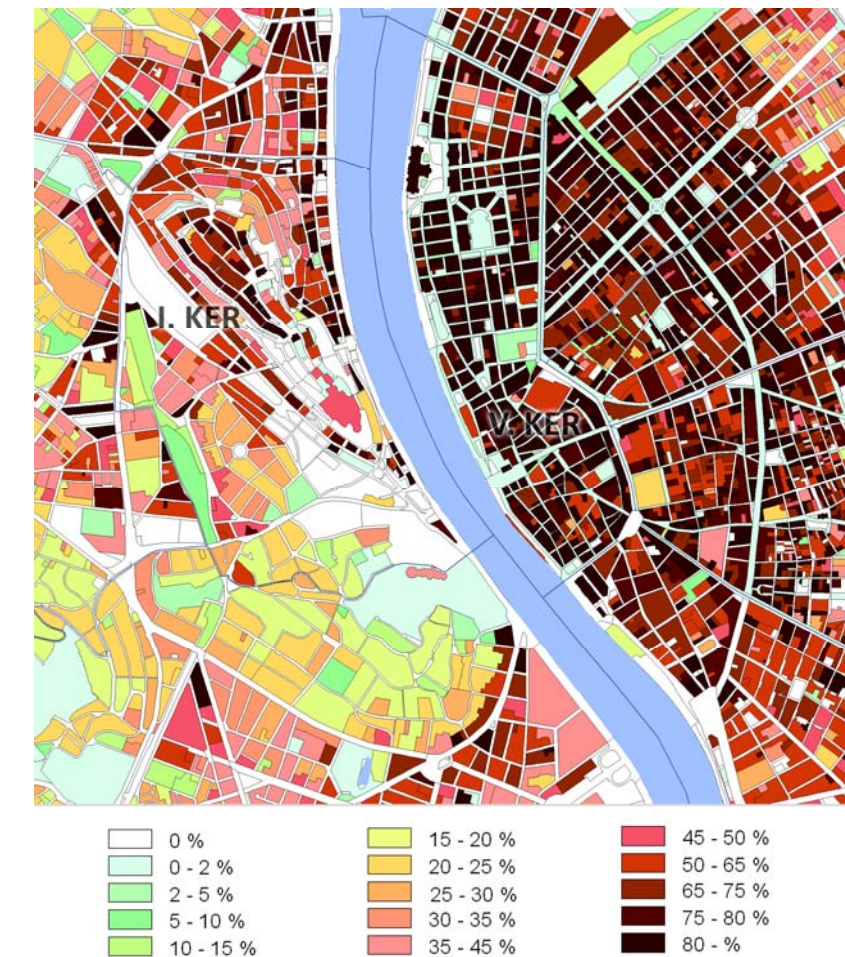 I. KER
V. KER
0 %
0 - 2 %
2 - 5 %
5 - 10 %
10 - 15 %
15 - 20 %
20 - 25 %
25 - 30 %
30 - 35 %
35 - 45 %
45 - 50 %
50 - 65 %
65 - 75 %
75 - 80 %
80 - %